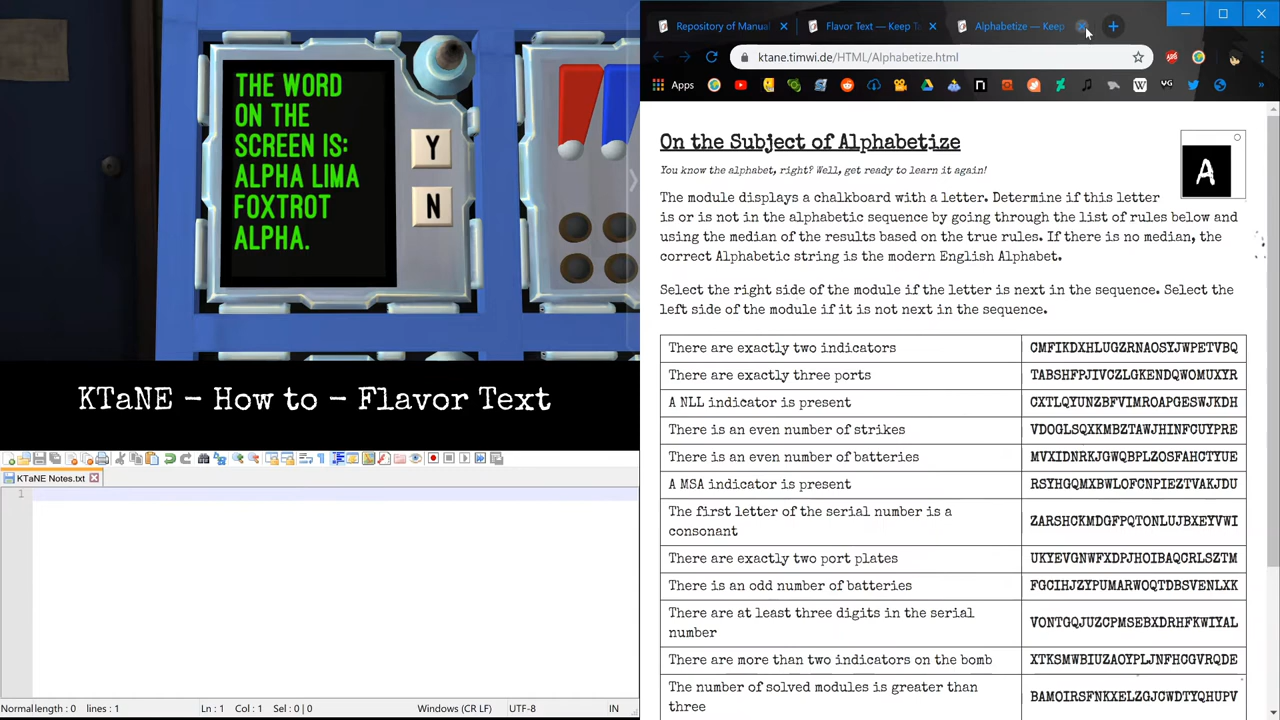 THE WORD
ON THE
SCREEN IS:
ALPHA LIMA
FOXTROT
ALPHA.
Y
N
KTaNE – How to – Flavor Text
KTaNE Notes.txt
1
Normal length : 0 lines : 1
Ln : 1 Col : 1 Sel : 0 | 0
Windows (CR LF)
UTF-8
IN
Repository of Manual
Flavor Text — Keep T
Alphabetize — Keep
ktane.timwi.de/HTML/Alphabetize.html
Apps
On the Subject of Alphabetize
You know the alphabet, right? Well, get ready to learn it again!
A
The module displays a chalkboard with a letter. Determine if this letter
is or is not in the alphabetic sequence by going through the list of rules below and
using the median of the results based on the true rules. If there is no median, the
correct Alphabetic string is the modern English Alphabet.
Select the right side of the module if the letter is next in the sequence. Select the
left side of the module if it is not next in the sequence.
There are exactly two indicators CMFIKDXHLUGZRNAOSYJWPETVBQ
There are exactly three ports TABSHFPJIVCZLGKENDQWOMUXYR
A NLL indicator is present CXTLQYUNZBFVIMROAPGESWJKDH
There is an even number of strikes VDOGLSQXKMBZTAWJHINFCUYPRE
There is an even number of batteries MVXIDNRKJGWQBPLZOSFAHCTYUE
A MSA indicator is present RSYHGQMXBWLOFCNPIEZTVAKJDU
The first letter of the serial number is a
consonant ZARSHCKMDGFPQTONLUJBXEYVWI
There are exactly two port plates UKYEVGNWFXDPJHOIBAQCRLSZTM
There is an odd number of batteries FGCIHJZYPUMARWOQTDBSVENLXK
There are at least three digits in the serial
number VONTGQJUZCPMSEBXDRHFKWIYAL
There are more than two indicators on the bomb XTKSMWBIUZAOYPLJNFHCGVRQDE
The number of solved modules is greater than
three BAMOIRSFNKXELZGJCWDTYQHUPV